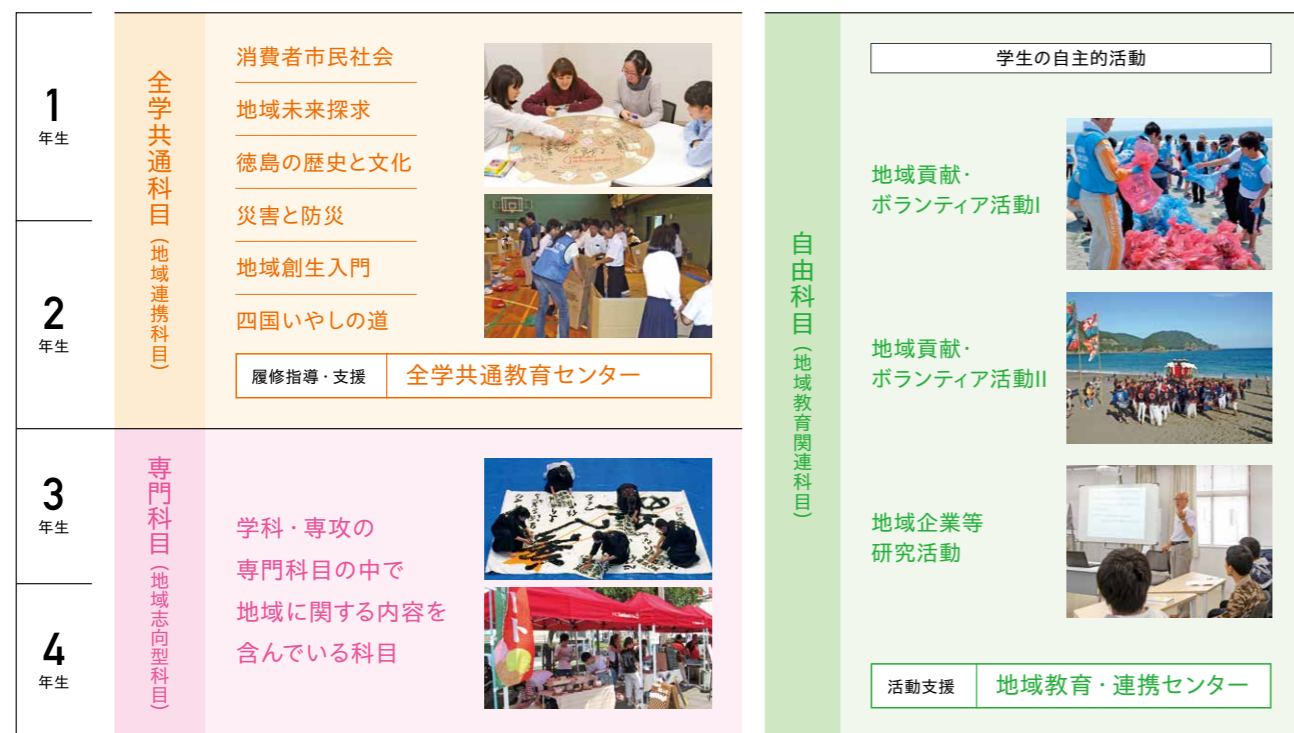 1
年生
2
年生
3
年生
4
年生
全学共通科目（地域連携科目）
消費者市民社会
地域未来探求
徳島の歴史と文化
災害と防災
地域創生入門
四国いやしの道
履修指導・支援 全学共通教育センター
専門科目（地域志向型科目）
学科・専攻の
専門科目の中で
地域に関する内容を
含んでいる科目
自由科目（地域教育関連科目）
学生の自主的活動
地域貢献・
ボランティア活動I
地域貢献・
ボランティア活動II
地域企業等
研究活動
活動支援 地域教育・連携センター